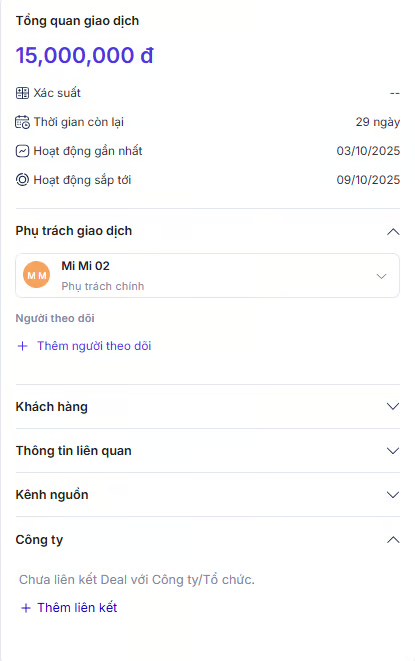 Tổng quan giao dịch
15,000,000 đ
Xác suất --
Thời gian còn lại 29 ngày
Hoạt động gần nhất 03/10/2025
Hoạt động sắp tới 09/10/2025
Phụ trách giao dịch
M M
Mi Mi 02
Phụ trách chính
Người theo dõi
+ Thêm người theo dõi
Khách hàng
Thông tin liên quan
Kênh nguồn
Công ty
Chưa liên kết Deal với Công ty/Tổ chức.
+ Thêm liên kết